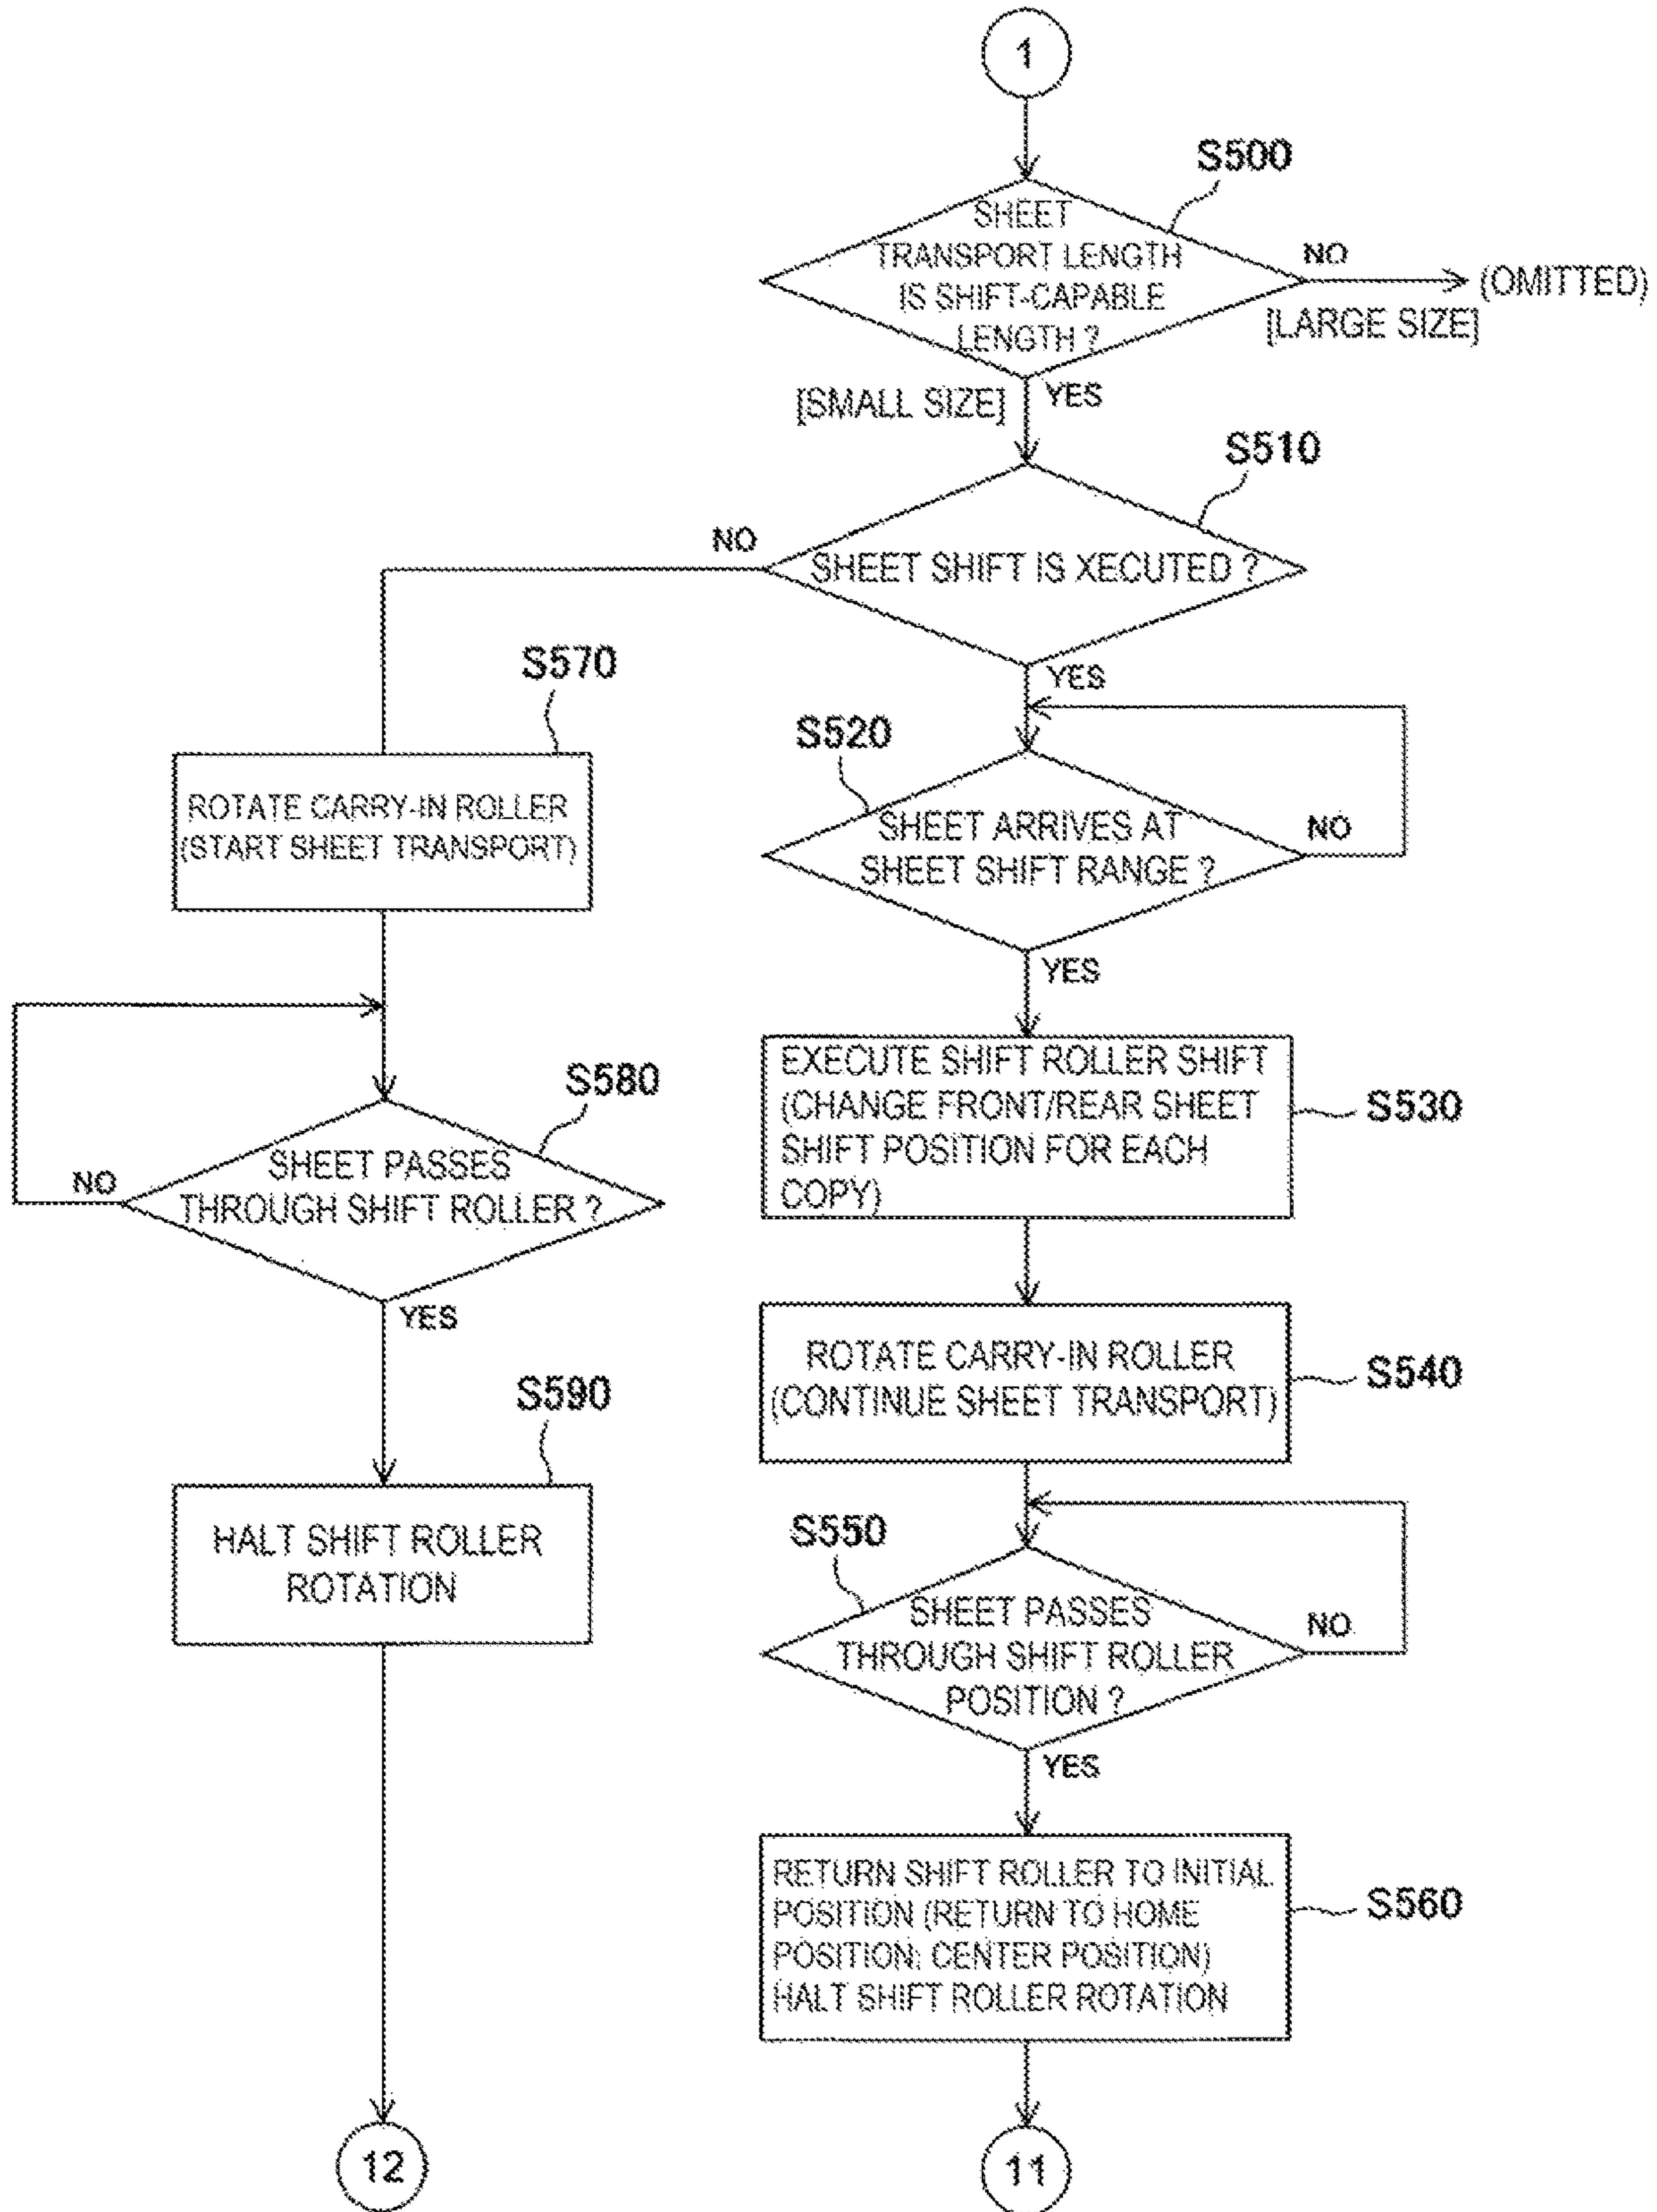 1
S500
SHEET
TRANSPORT LENGTH
IS SHIFT-CAPABLE
LENGTH ?
NO
(OMITTED)
[LARGE SIZE]
[SMALL SIZE]
YES
S510
NO
SHEET SHIFT IS XECUTED ?
YES
S570
ROTATE CARRY-IN ROLLER
(START SHEET TRANSPORT)
S520
SHEET ARRIVES AT
SHEET SHIFT RANGE ?
NO
YES
S580
SHEET PASSES
THROUGH SHIFT ROLLER ?
NO
YES
EXECUTE SHIFT ROLLER SHIFT
(CHANGE FRONT/REAR SHEET
SHIFT POSITION FOR EACH
COPY)
S530
ROTATE CARRY-IN ROLLER
(CONTINUE SHEET TRANSPORT)
S540
S590
HALT SHIFT ROLLER
ROTATION
S550
SHEET PASSES
THROUGH SHIFT ROLLER
POSITION ?
NO
YES
RETURN SHIFT ROLLER TO INITIAL
POSITION (RETURN TO HOME
POSITION: CENTER POSITION)
HALT SHIFT ROLLER ROTATION
S560
12
11